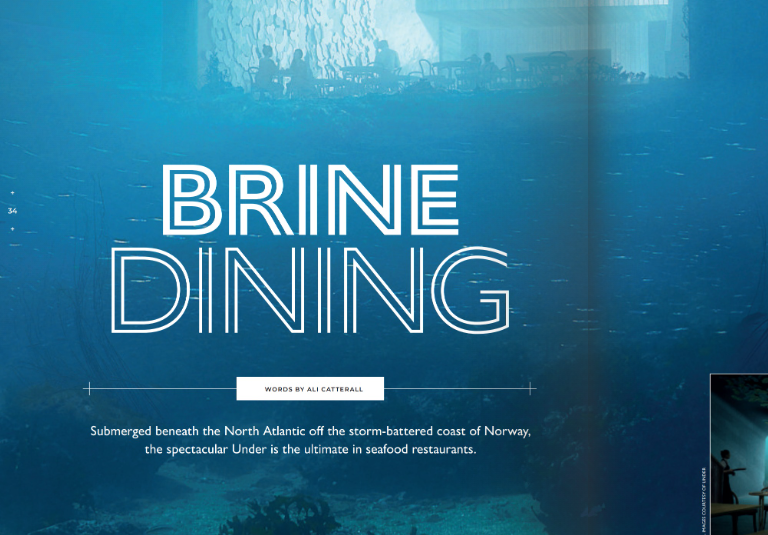 34
BRINE
DINING
WORDS BY ALI CATTERALL
Submerged beneath the North Atlantic off the storm-battered coast of Norway,
the spectacular Under is the ultimate in seafood restaurants.
IMAGES COURTESY OF UNDER